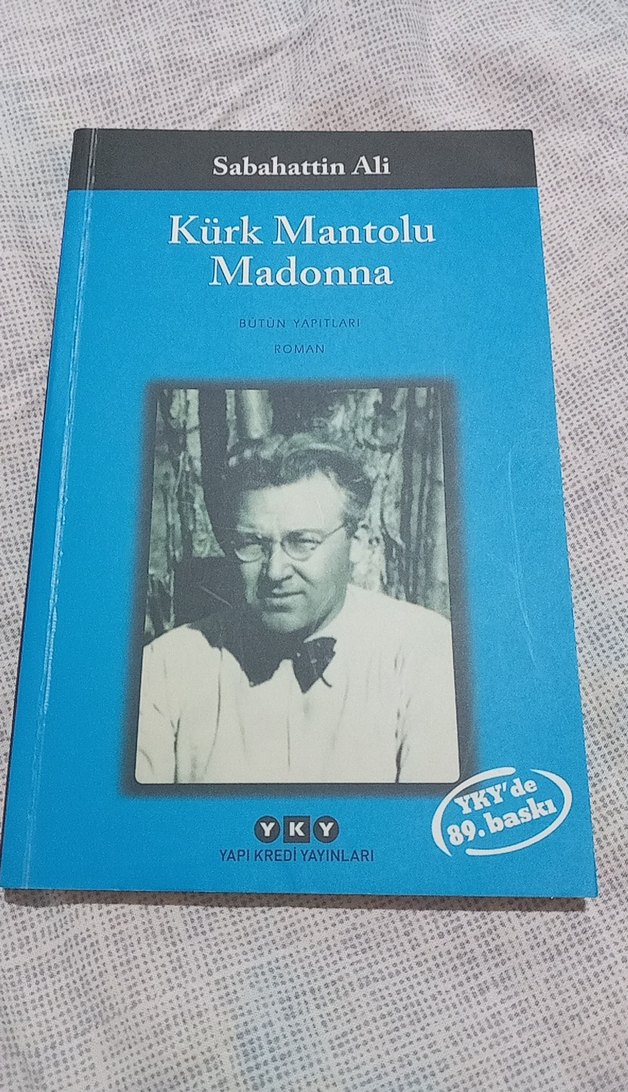 Sabahattin Ali
Kürk Mantolu
Madonna
BÜTÜN YAPITLARI
ROMAN
YKY'de
89. baskı
YKY
YAPI KREDİ YAYINLARI